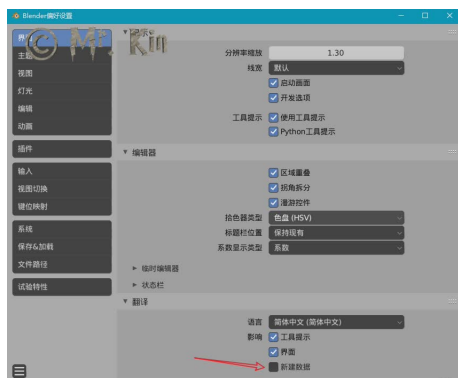 Blender偏好设置
界面
显示
© Mr. Kin
主题
视图
灯光
编辑
动画
插件
输入
视图切换
键位映射
系统
保存&加载
文件路径
试验特性
分辨率缩放 1.30
线宽 默认
启动画面
开发选项
工具提示 使用工具提示
Python工具提示
编辑器
区域重叠
拐角拆分
漫游控件
拾色器类型 色盘 (HSV)
标题栏位置 保持现有
系数显示类型 系数
临时编辑器
状态栏
翻译
语言 简体中文 (简体中文)
影响 工具提示
界面
新建数据